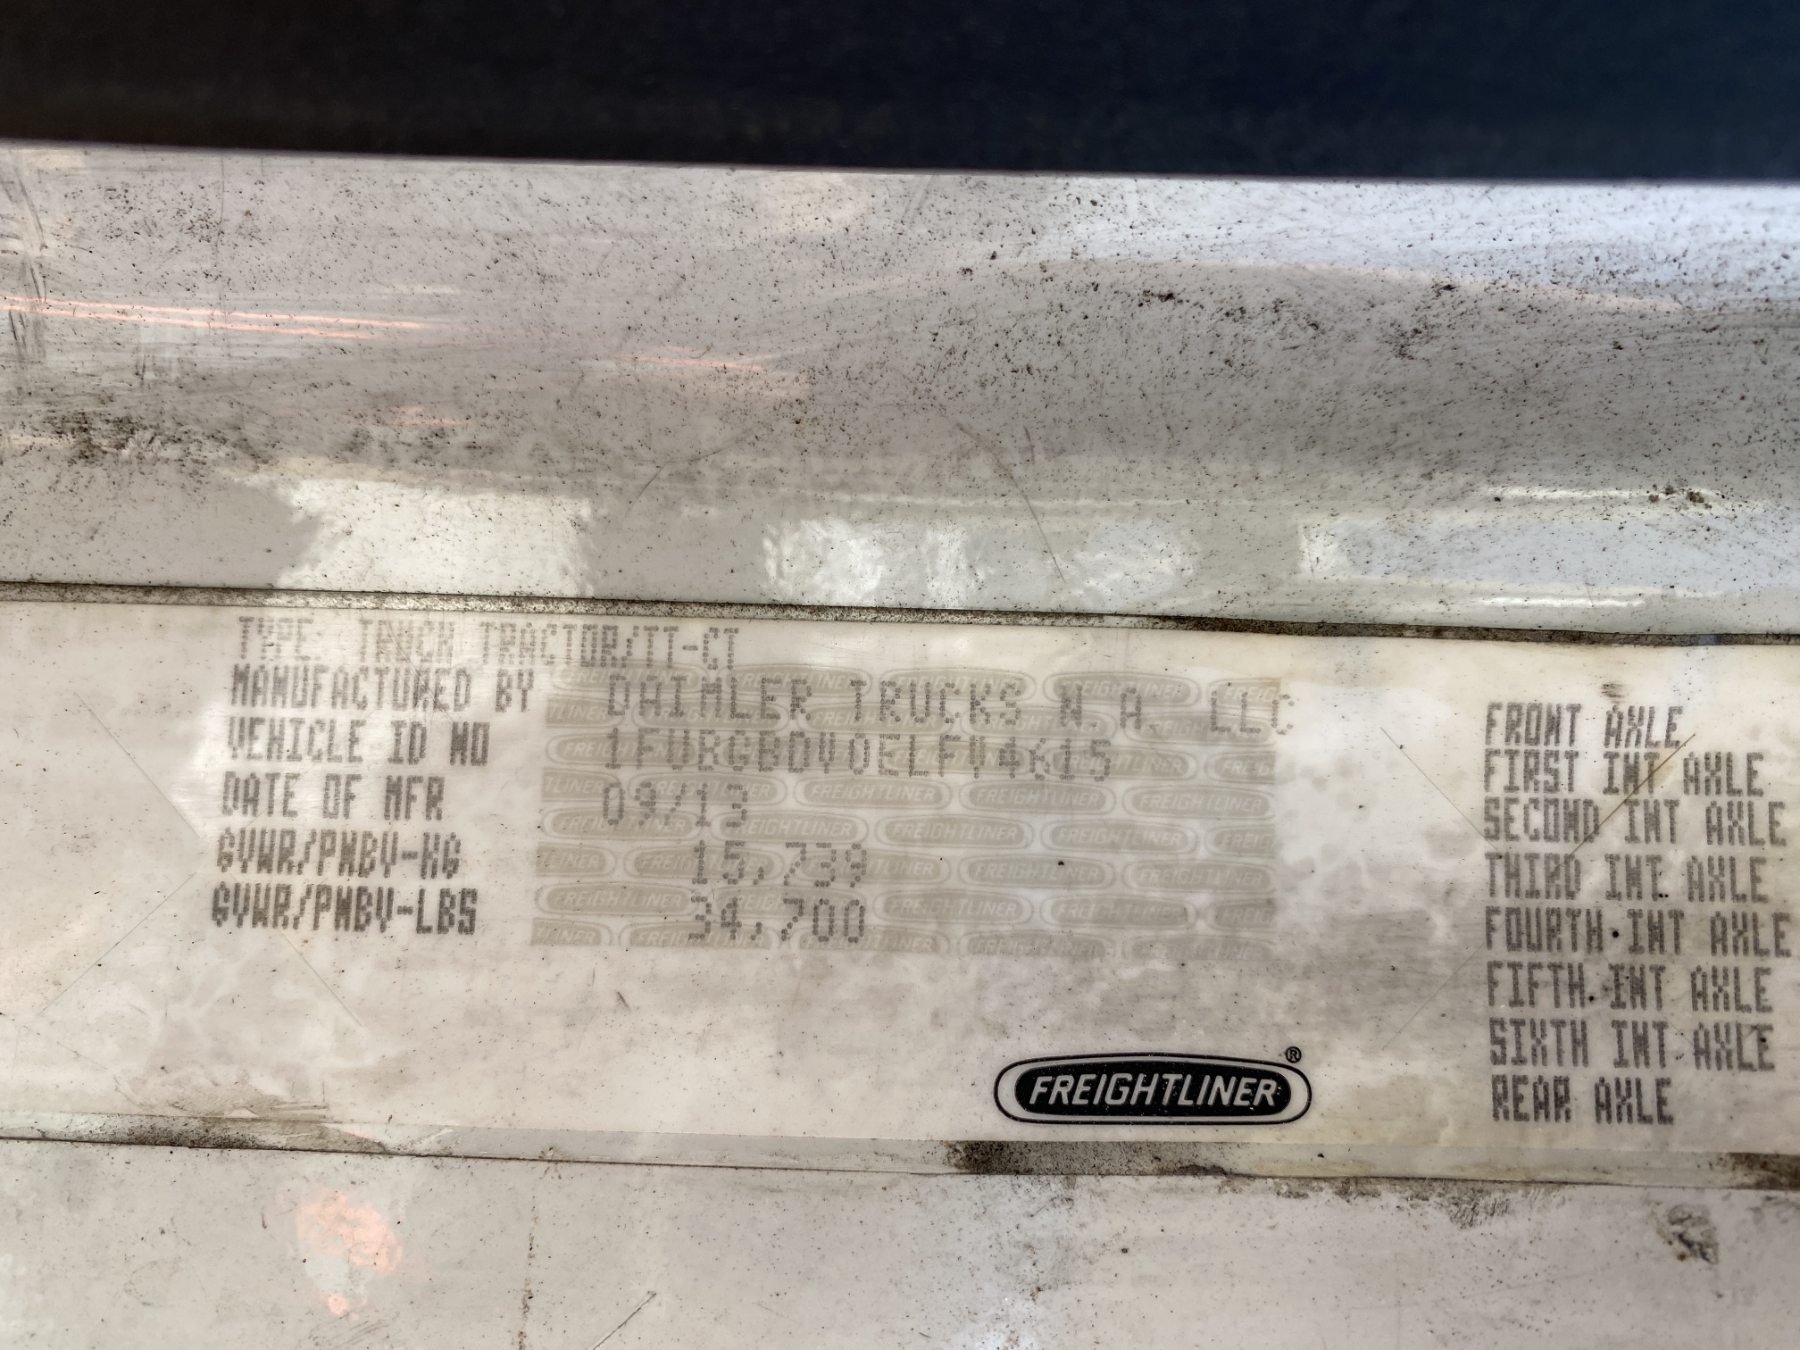 TYPE: TRUCK TRACTOR/TT-CT
MANUFACTURED BY DAIMLER TRUCKS N A LLC
VEHICLE ID NO 1FUBGBDV0ELFY4615
DATE OF MFR 09/13
GVWR/PNBV-KG 15,739
GVWR/PNBV-LBS 34,700
FREIGHTLINER®
FRONT AXLE
FIRST INT AXLE
SECOND INT AXLE
THIRD INT AXLE
FOURTH INT AXLE
FIFTH INT AXLE
SIXTH INT AXLE
REAR AXLE